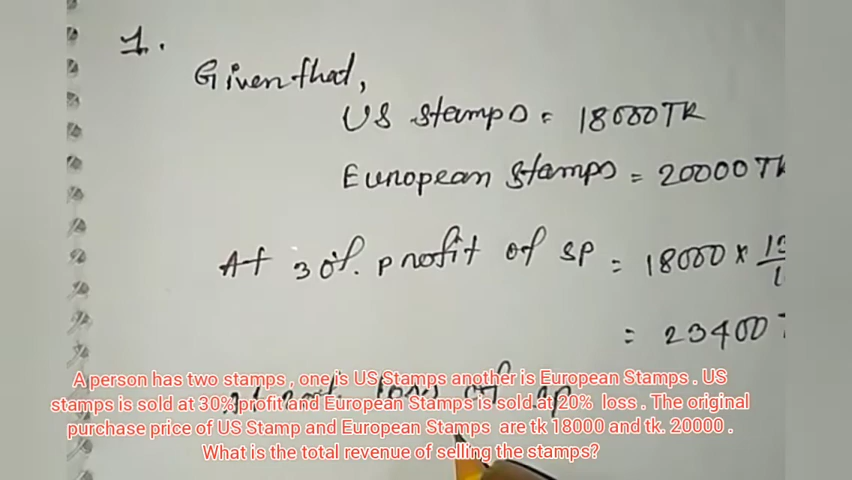 1.
Given that,
US stamps = 18000TK
European stamps = 20000 TK
At 30% profit of SP = 18000 ×
= 23400
loss of
A person has two stamps , one is US Stamps another is European Stamps . US
stamps is sold at 30% profit and European Stamps is sold at 20% loss . The original
purchase price of US Stamp and European Stamps are tk 18000 and tk. 20000 .
What is the total revenue of selling the stamps?